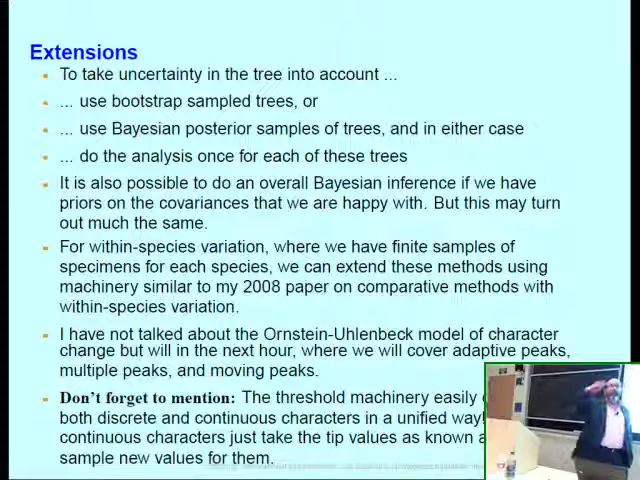 Extensions
To take uncertainty in the tree into account ...
... use bootstrap sampled trees, or
... use Bayesian posterior samples of trees, and in either case
... do the analysis once for each of these trees
It is also possible to do an overall Bayesian inference if we have
priors on the covariances that we are happy with. But this may turn
out much the same.
For within-species variation, where we have finite samples of
specimens for each species, we can extend these methods using
machinery similar to my 2008 paper on comparative methods with
within-species variation.
I have not talked about the Ornstein-Uhlenbeck model of character
change but will in the next hour, where we will cover adaptive peaks,
multiple peaks, and moving peaks.
Don't forget to mention: The threshold machinery easily
both discrete and continuous characters in a unified way!
continuous characters just take the tip values as known
sample new values for them.